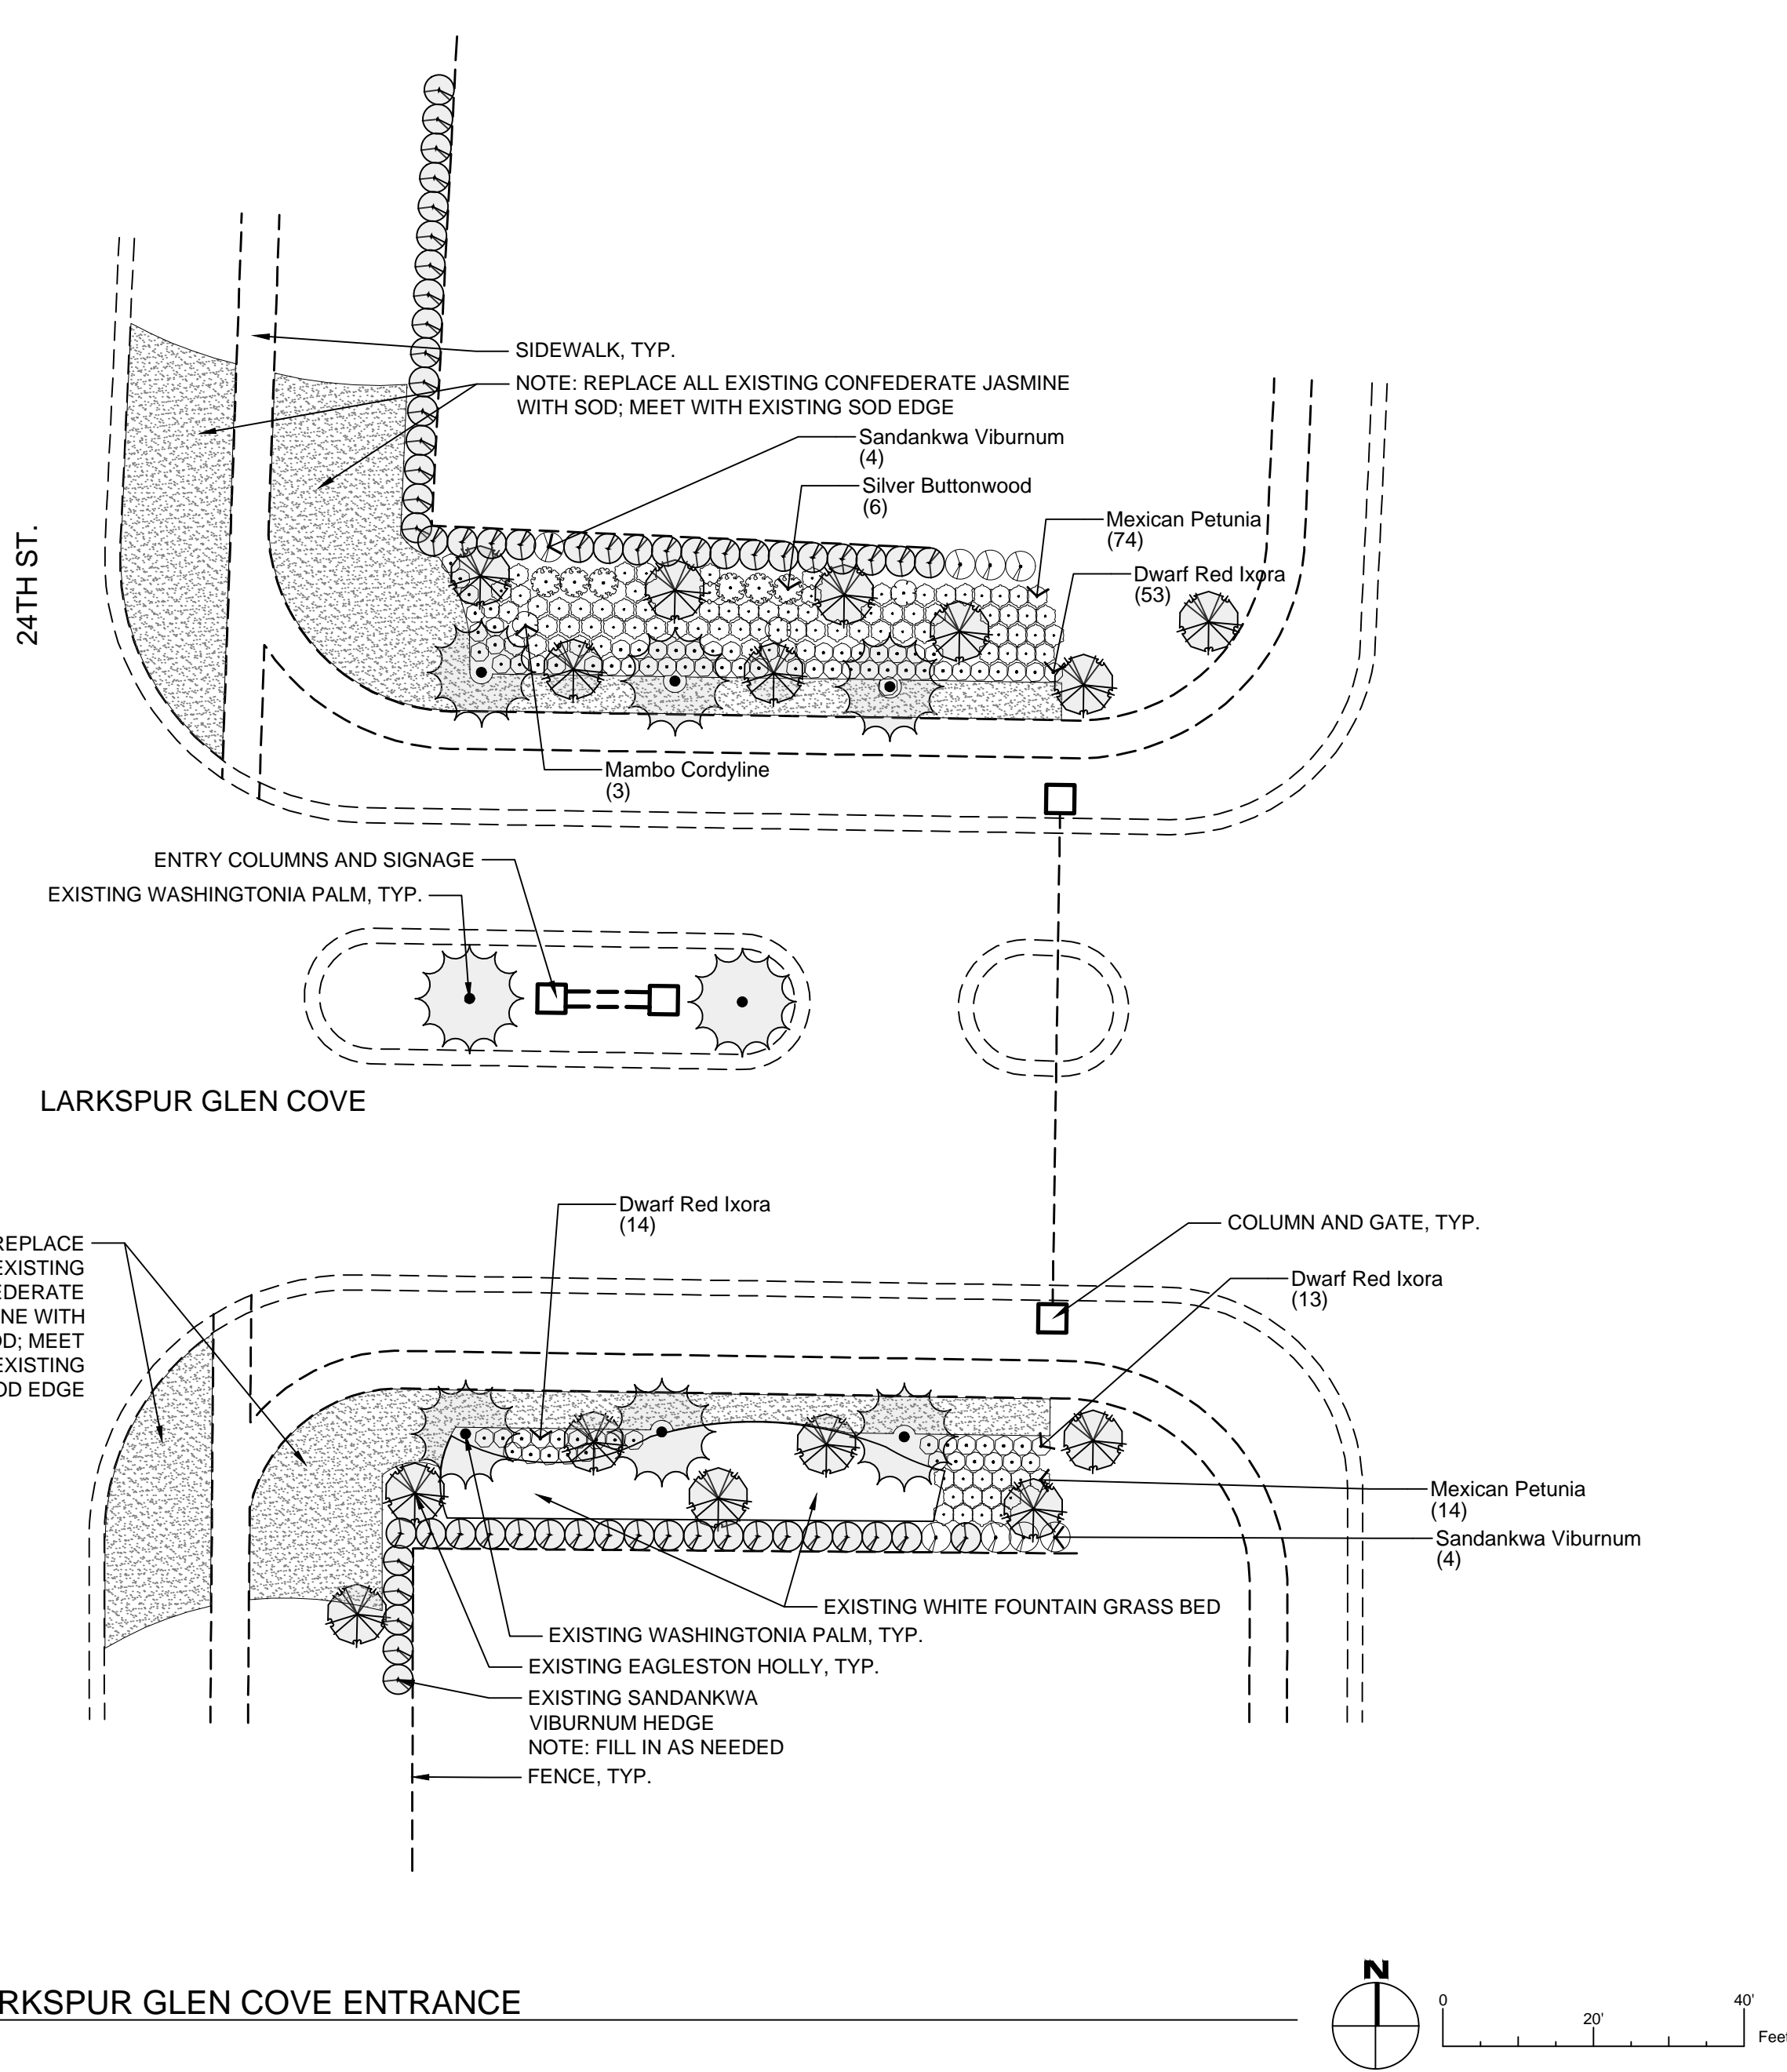 SIDEWALK, TYP.
NOTE: REPLACE ALL EXISTING CONFEDERATE JASMINE
WITH SOD; MEET WITH EXISTING SOD EDGE
Sandankwa Viburnum
(4)
Silver Buttonwood
(6)
Mexican Petunia
(74)
Dwarf Red Ixora
(53)
24TH ST.
Mambo Cordyline
(3)
ENTRY COLUMNS AND SIGNAGE
EXISTING WASHINGTONIA PALM, TYP.
LARKSPUR GLEN COVE
Dwarf Red Ixora
(14)
COLUMN AND GATE, TYP.
REPLACE
EXISTING
EDERATE
NE WITH
OD; MEET
EXISTING
OD EDGE
Dwarf Red Ixora
(13)
Mexican Petunia
(14)
Sandankwa Viburnum
(4)
EXISTING WHITE FOUNTAIN GRASS BED
EXISTING WASHINGTONIA PALM, TYP.
EXISTING EAGLESTON HOLLY, TYP.
EXISTING SANDANKWA
VIBURNUM HEDGE
NOTE: FILL IN AS NEEDED
FENCE, TYP.
RKSPUR GLEN COVE ENTRANCE
N
0 20' 40'
Feet